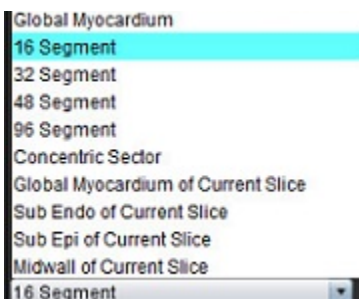 Global Myocardium
16 Segment
32 Segment
48 Segment
96 Segment
Concentric Sector
Global Myocardium of Current Slice
Sub Endo of Current Slice
Sub Epi of Current Slice
Midwall of Current Slice
16 Segment